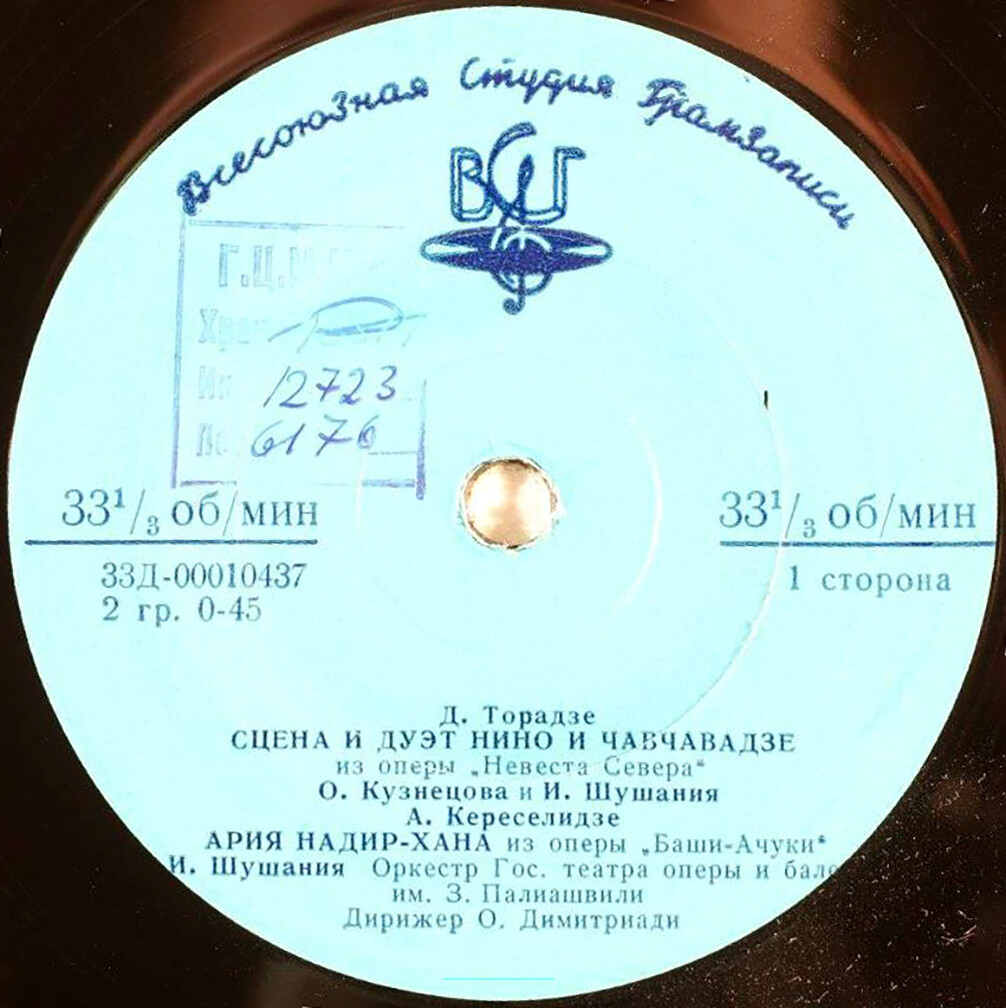 Всесоюзная Студия Грамзаписи
ВСГ
Г.Ц.
12723
6176
33¹/₃ об/мин
33¹/₃ об/мин
33Д-00010437
1 сторона
2 гр. 0-45
Д. Торадзе
СЦЕНА И ДУЭТ НИНО И ЧАВЧАВАДЗЕ
из оперы „Невеста Севера“
О. Кузнецова и И. Шушания
А. Кереселидзе
АРИЯ НАДИР-ХАНА из оперы „Баши-Ачуки“
И. Шушания Оркестр Гос. театра оперы и бале
им. З. Палиашвили
Дирижер О. Димитриади